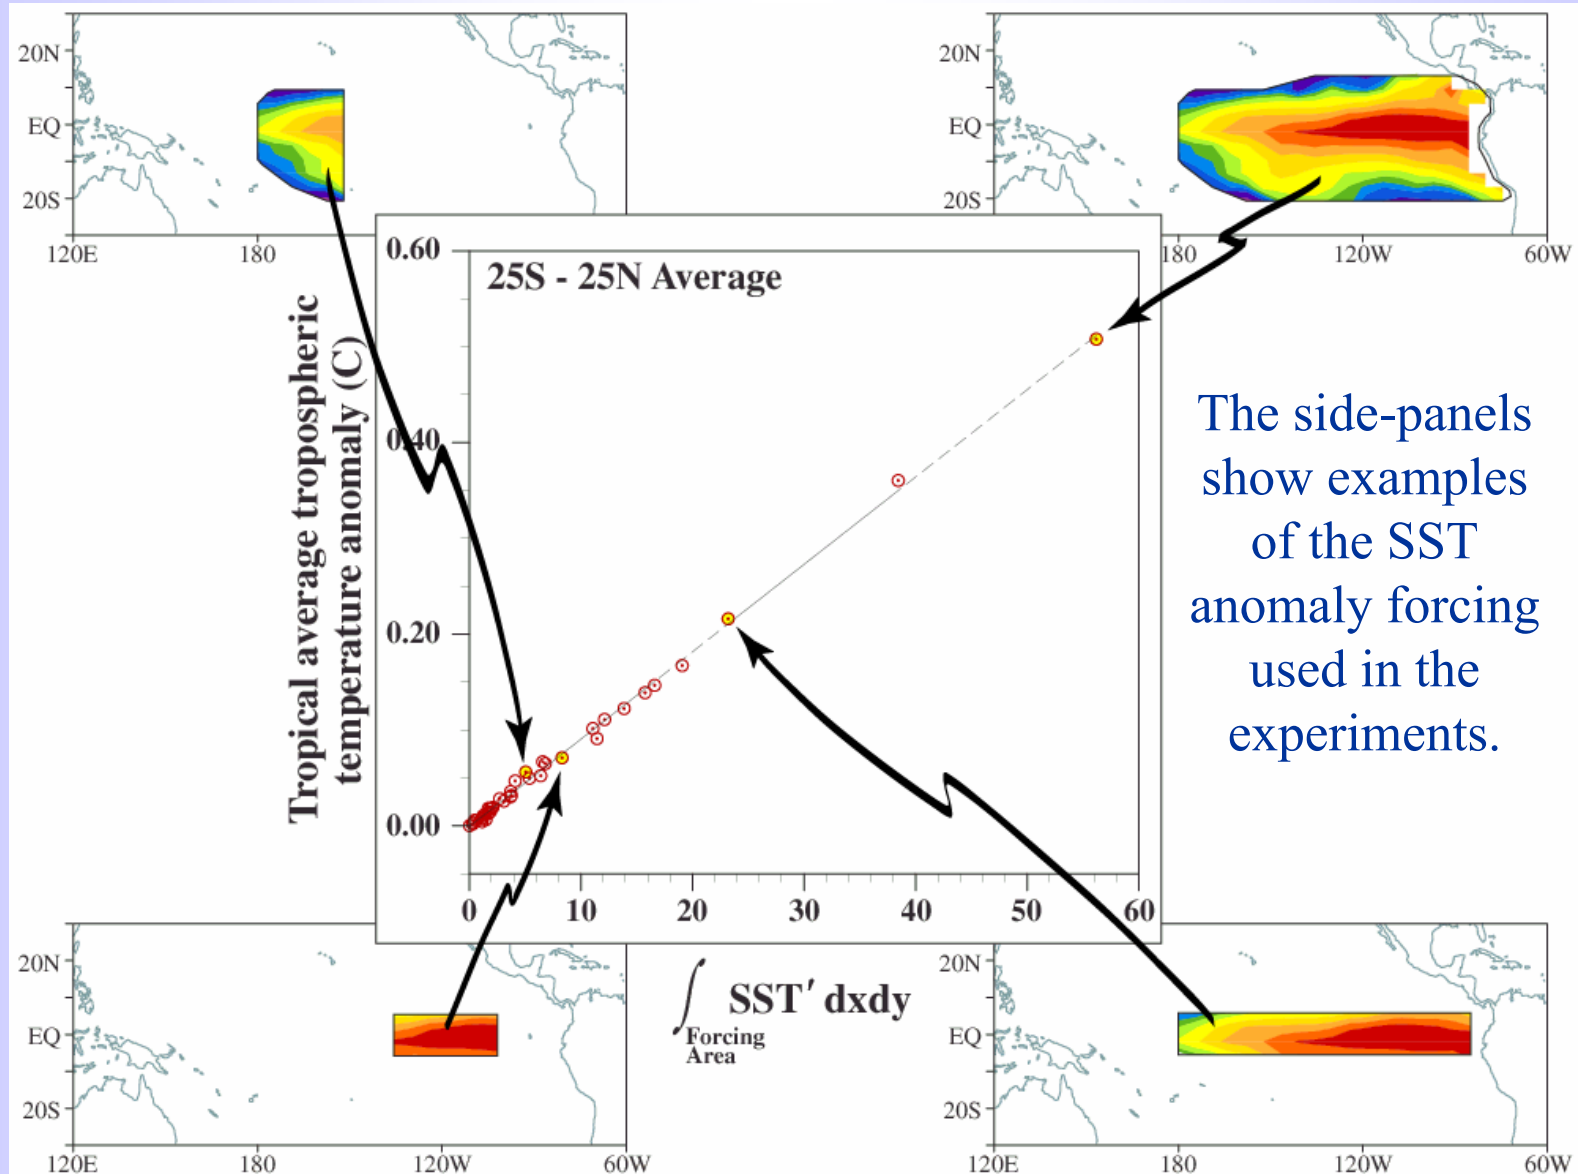 20N
EQ
20S
120E
180
20N
EQ
20S
180
120W
60W
0.60
0.40
0.20
0.00
25S - 25N Average
Tropical average tropospheric
temperature anomaly (C)
0
10
20
30
40
50
60
∫ SST′ dxdy
Forcing
Area
The side-panels
show examples
of the SST
anomaly forcing
used in the
experiments.
20N
EQ
20S
120E
180
120W
60W
20N
EQ
20S
120E
180
120W
60W